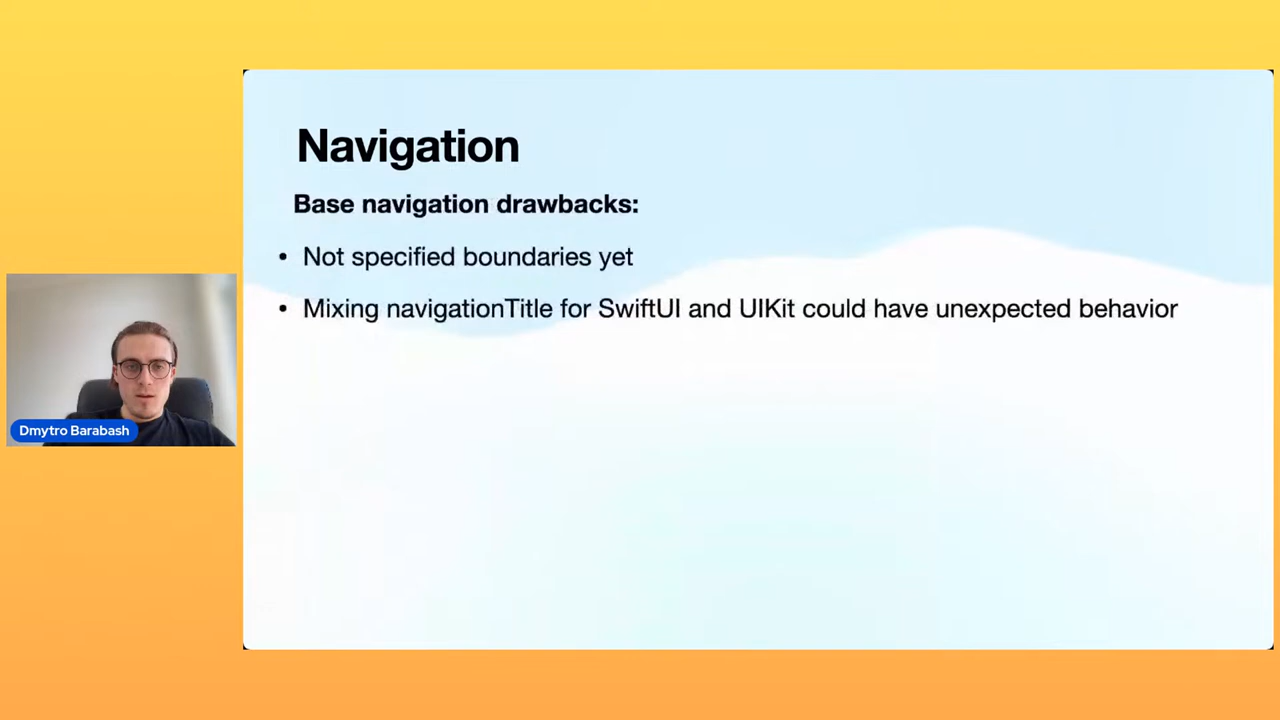 Navigation
Base navigation drawbacks:
• Not specified boundaries yet
• Mixing navigationTitle for SwiftUI and UIKit could have unexpected behavior
Dmytro Barabash